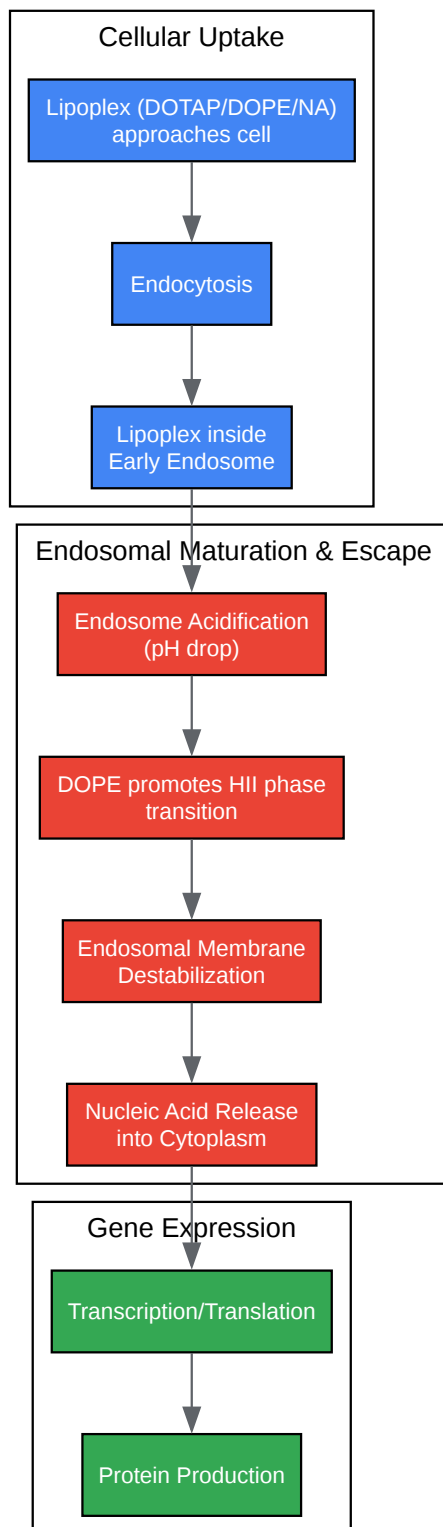 Cellular Uptake
Lipoplex (DOTAP/DOPE/NA)
approaches cell
Endocytosis
Lipoplex inside
Early Endosome
Endosomal Maturation & Escape
Endosome Acidification
(pH drop)
DOPE promotes HII phase
transition
Endosomal Membrane
Destabilization
Nucleic Acid Release
into Cytoplasm
Gene Expression
Transcription/Translation
Protein Production